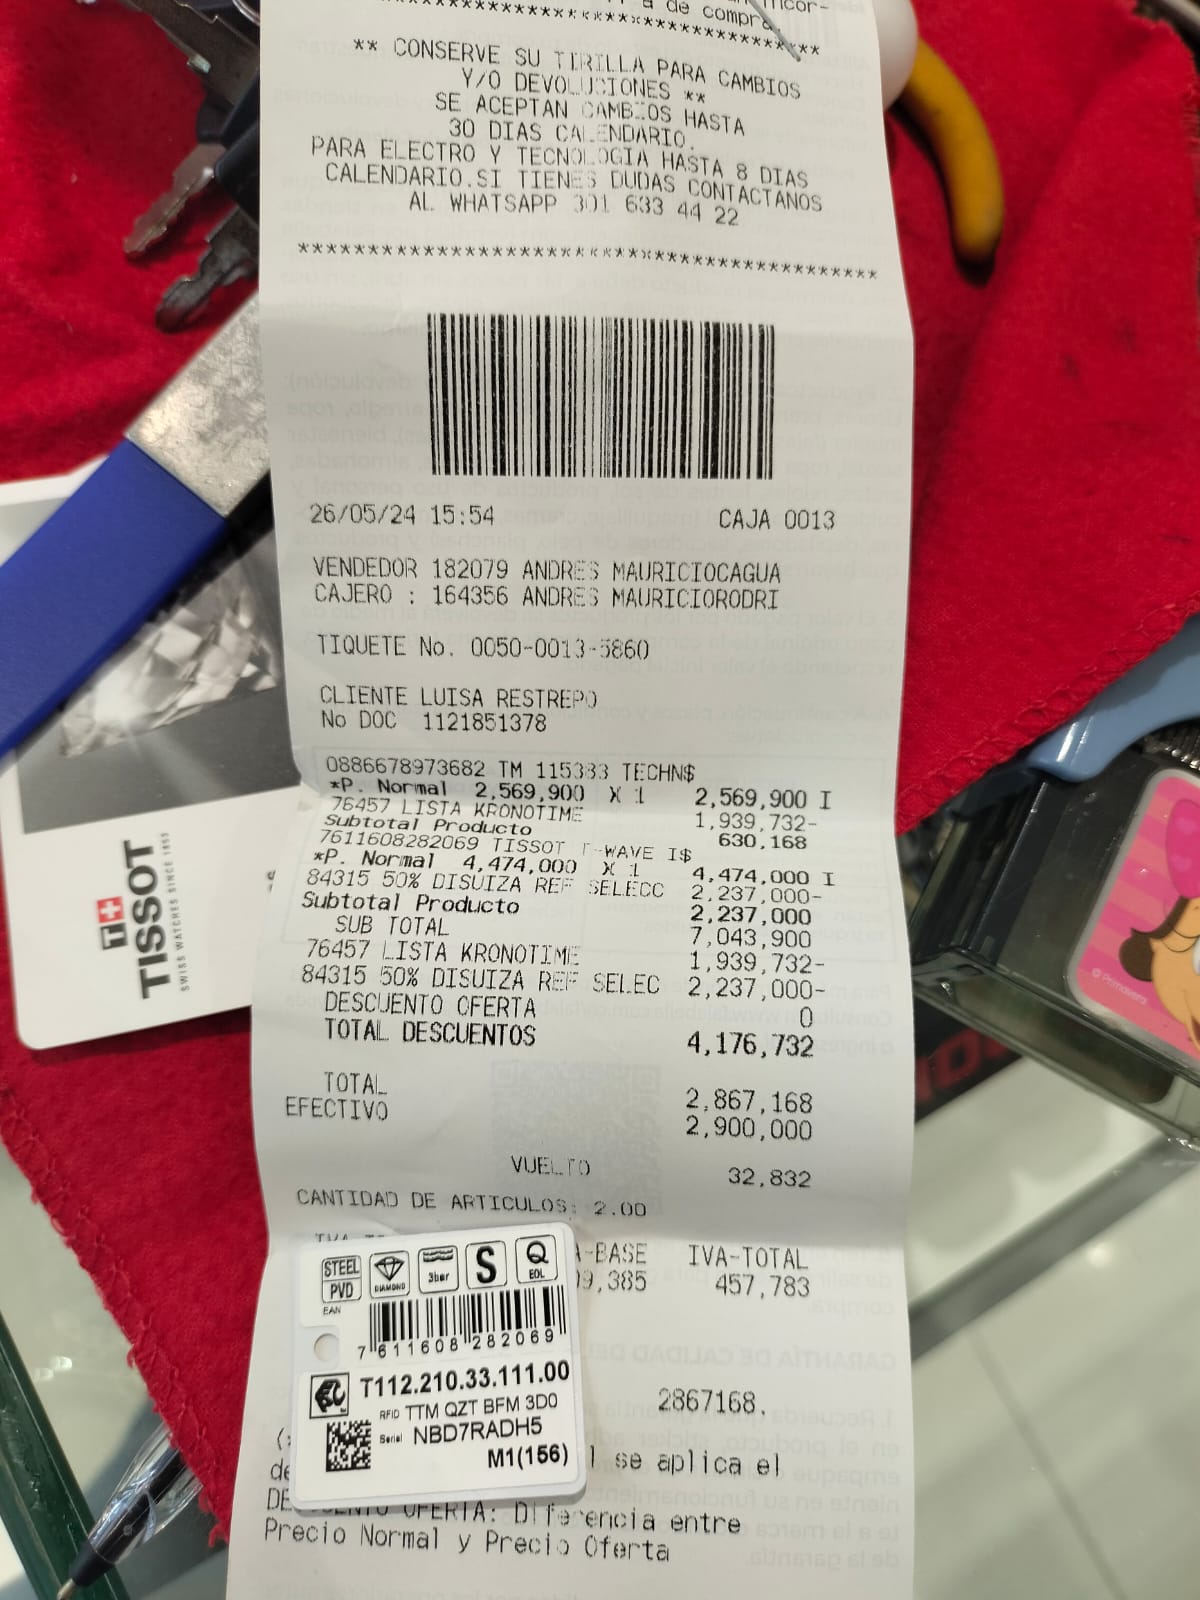 de compra
****************************************
** CONSERVE SU TIRILLA PARA CAMBIOS
Y/O DEVOLUCIONES **
SE ACEPTAN CAMBIOS HASTA
30 DIAS CALENDARIO.
PARA ELECTRO Y TECNOLOGIA HASTA 8 DIAS
CALENDARIO.SI TIENES DUDAS CONTACTANOS
AL WHATSAPP 301 633 44 22
****************************************
26/05/24 15:54 CAJA 0013
VENDEDOR 182079 ANDRES MAURICIOCAGUA
CAJERO : 164356 ANDRES MAURICIORODRI
TIQUETE No. 0050-0013-5860
CLIENTE LUISA RESTREPO
No DOC 1121851378
0886678973682 TM 115383 TECHN$
*P. Normal 2,569,900 X 1 2,569,900 I
76457 LISTA KRONOTIME 1,939,732-
Subtotal Producto 630,168
7611608282069 TISSOT T-WAVE I$
*P. Normal 4,474,000 X 1 4,474,000 I
84315 50% DISUIZA REF SELECC 2,237,000-
Subtotal Producto 2,237,000
SUB TOTAL 7,043,900
76457 LISTA KRONOTIME 1,939,732-
84315 50% DISUIZA REF SELEC 2,237,000-
DESCUENTO OFERTA 0
TOTAL DESCUENTOS 4,176,732
TOTAL 2,867,168
EFECTIVO 2,900,000
VUELTO 32,832
CANTIDAD DE ARTICULOS: 2.00
-BASE IVA-TOTAL
9,385 457,783
2867168.
se aplica el
OFERTA: Diferencia entre
Precio Normal y Precio Oferta
STEEL
PVD
DIAMOND
3bar
S
Q
EOL
EAN
7 611608 282069
T112.210.33.111.00
RFID TTM QZT BFM 3D0
Serial NBD7RADH5
M1(156)
T+
TISSOT
SWISS WATCHES SINCE 1853
© Primavera